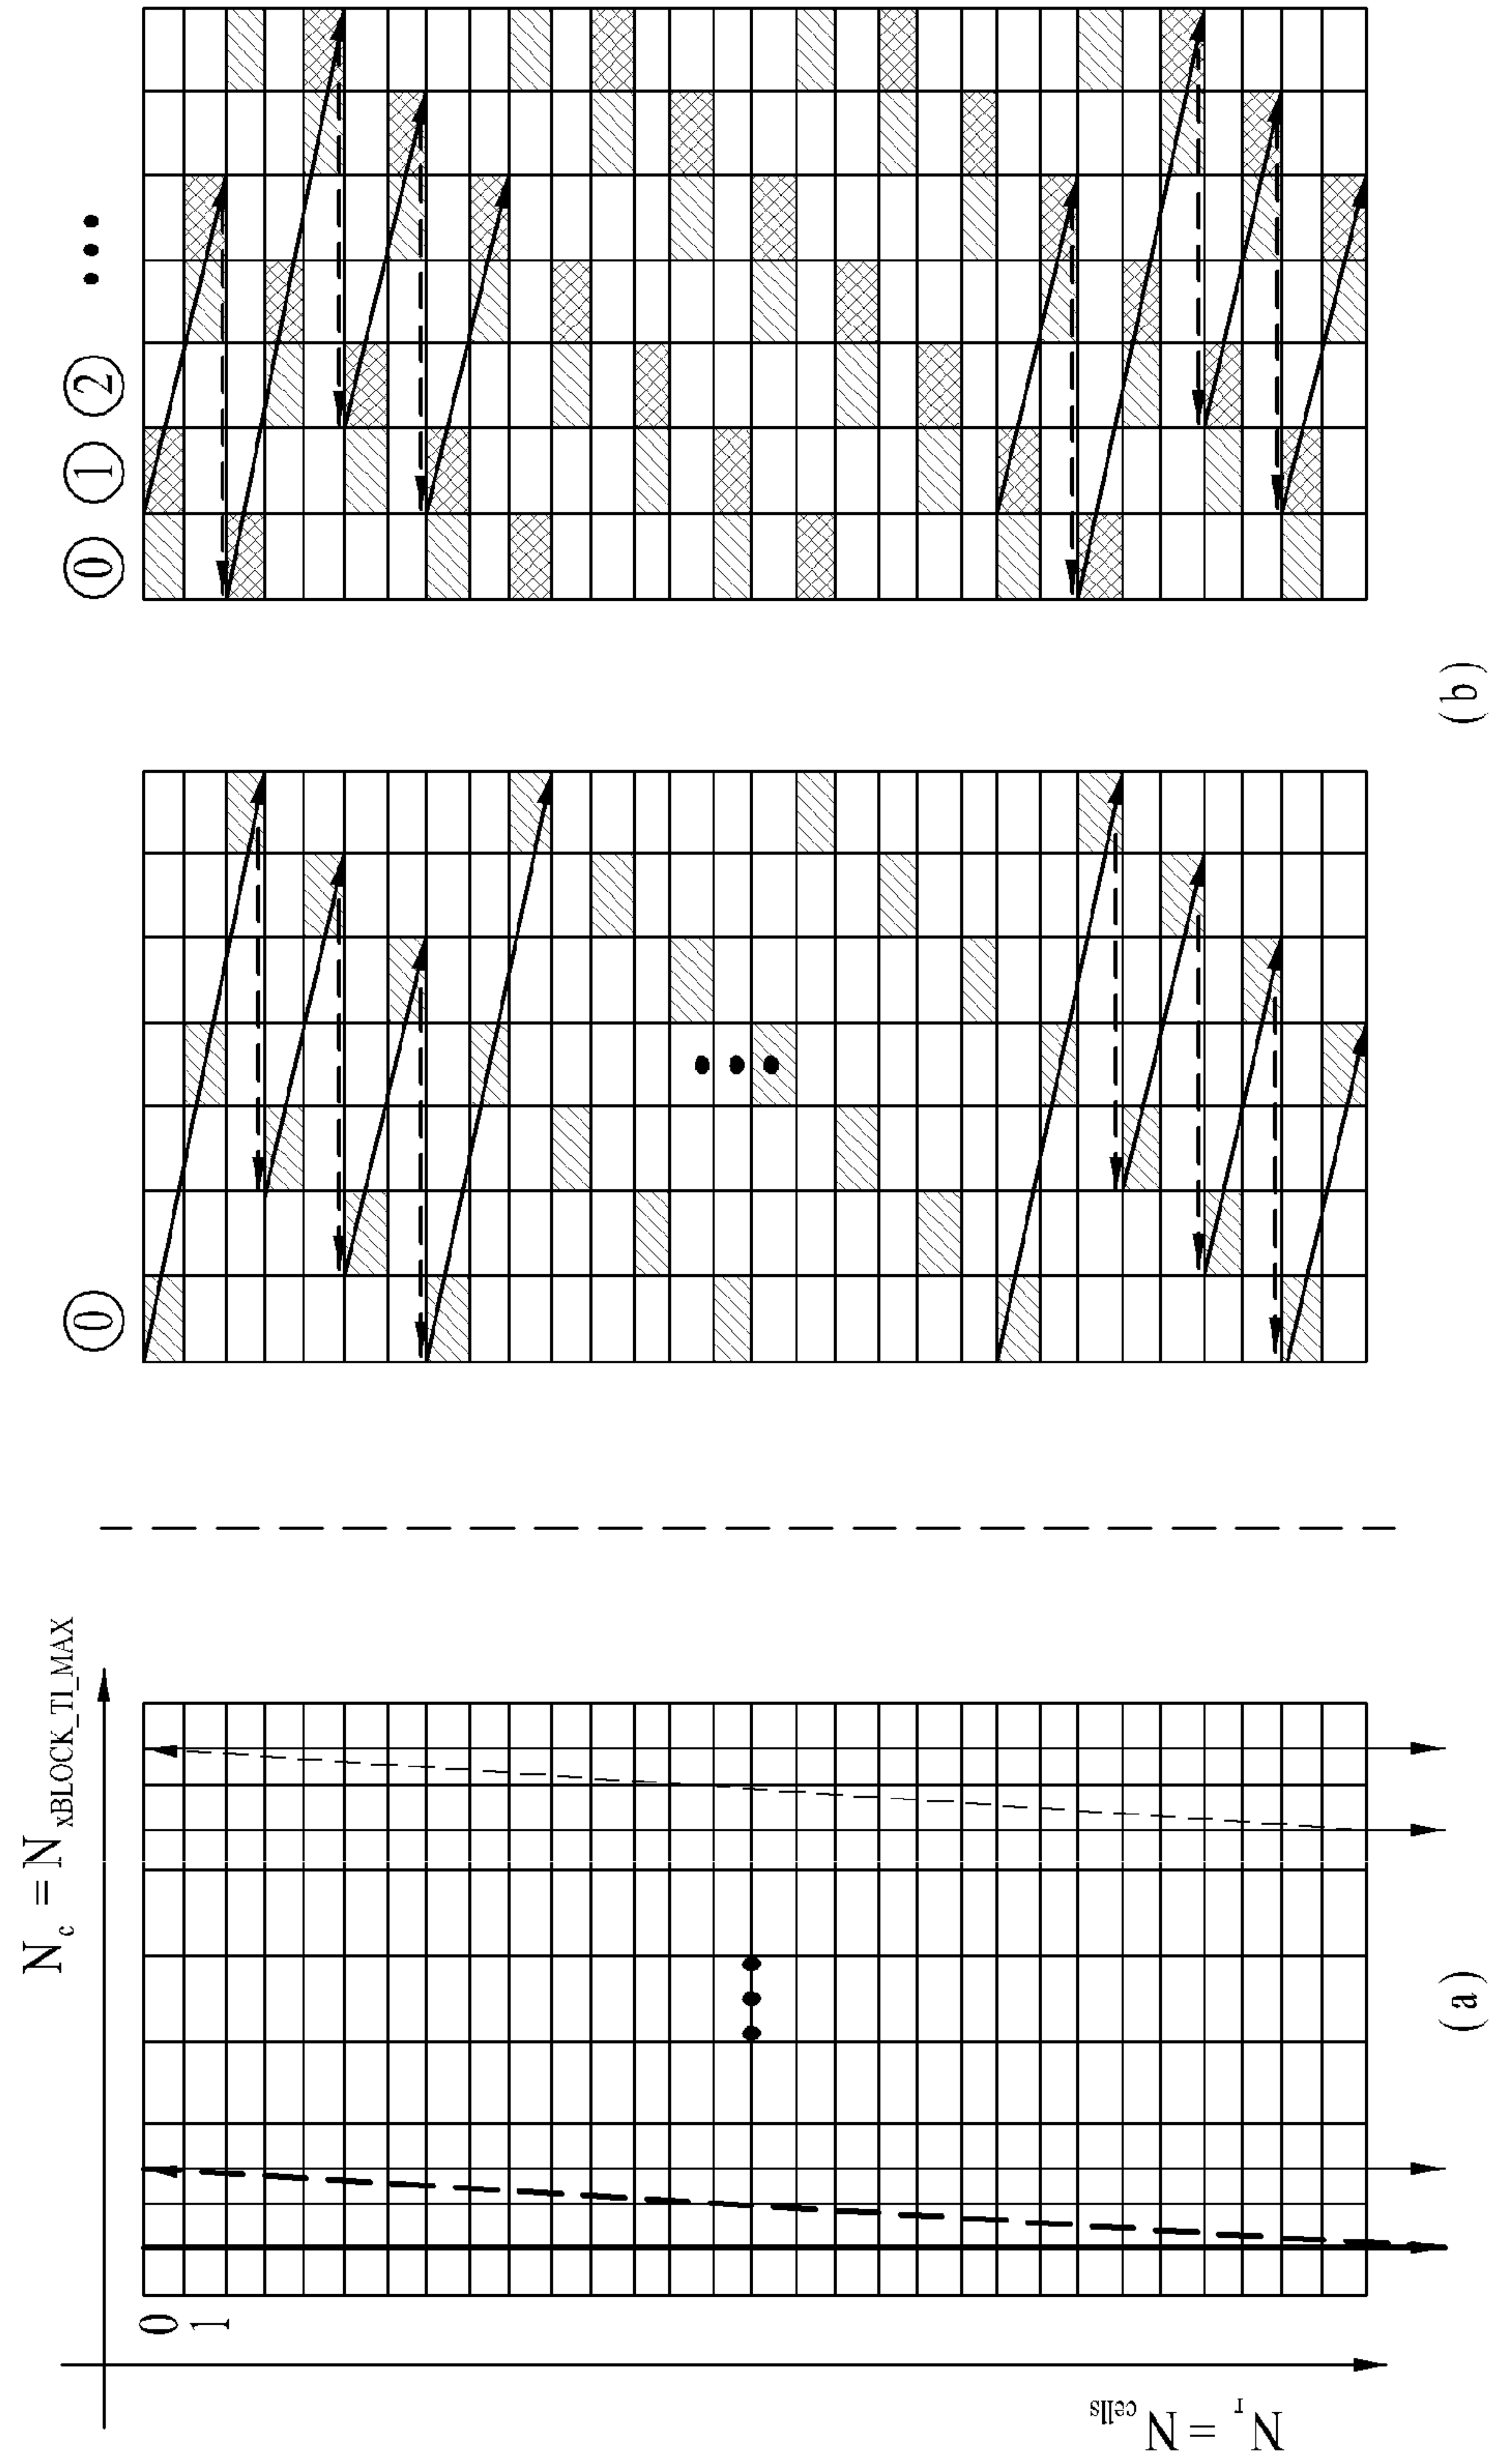 N_c = N_xBLOCK_TI_MAX
N_r = N_cells
0
1
(a)
⓪
⓪ ① ② •••
(b)